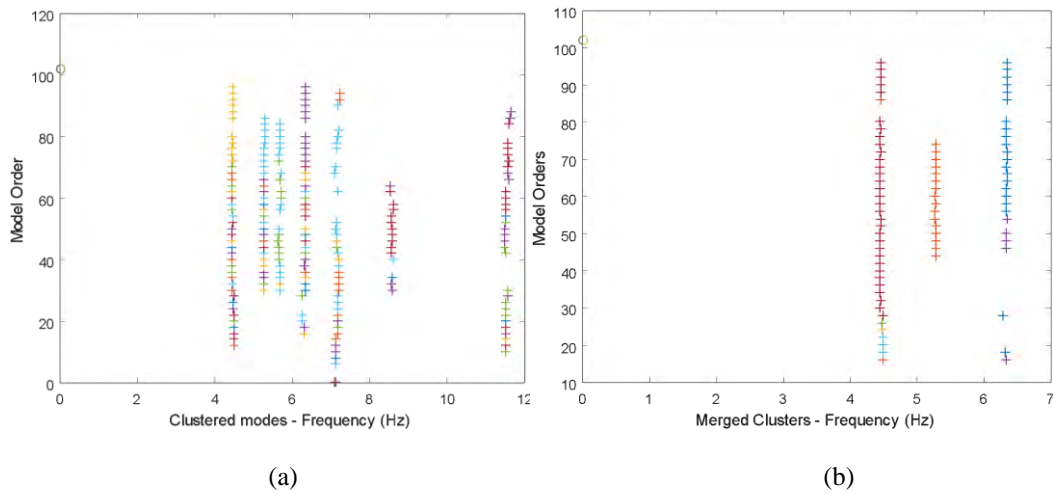 120
100
80
60
40
20
0
Model Order
0 2 4 6 8 10 12
Clustered modes - Frequency (Hz)
(a)
110
100
90
80
70
60
50
40
30
20
10
Model Orders
0 1 2 3 4 5 6 7
Merged Clusters - Frequency (Hz)
(b)